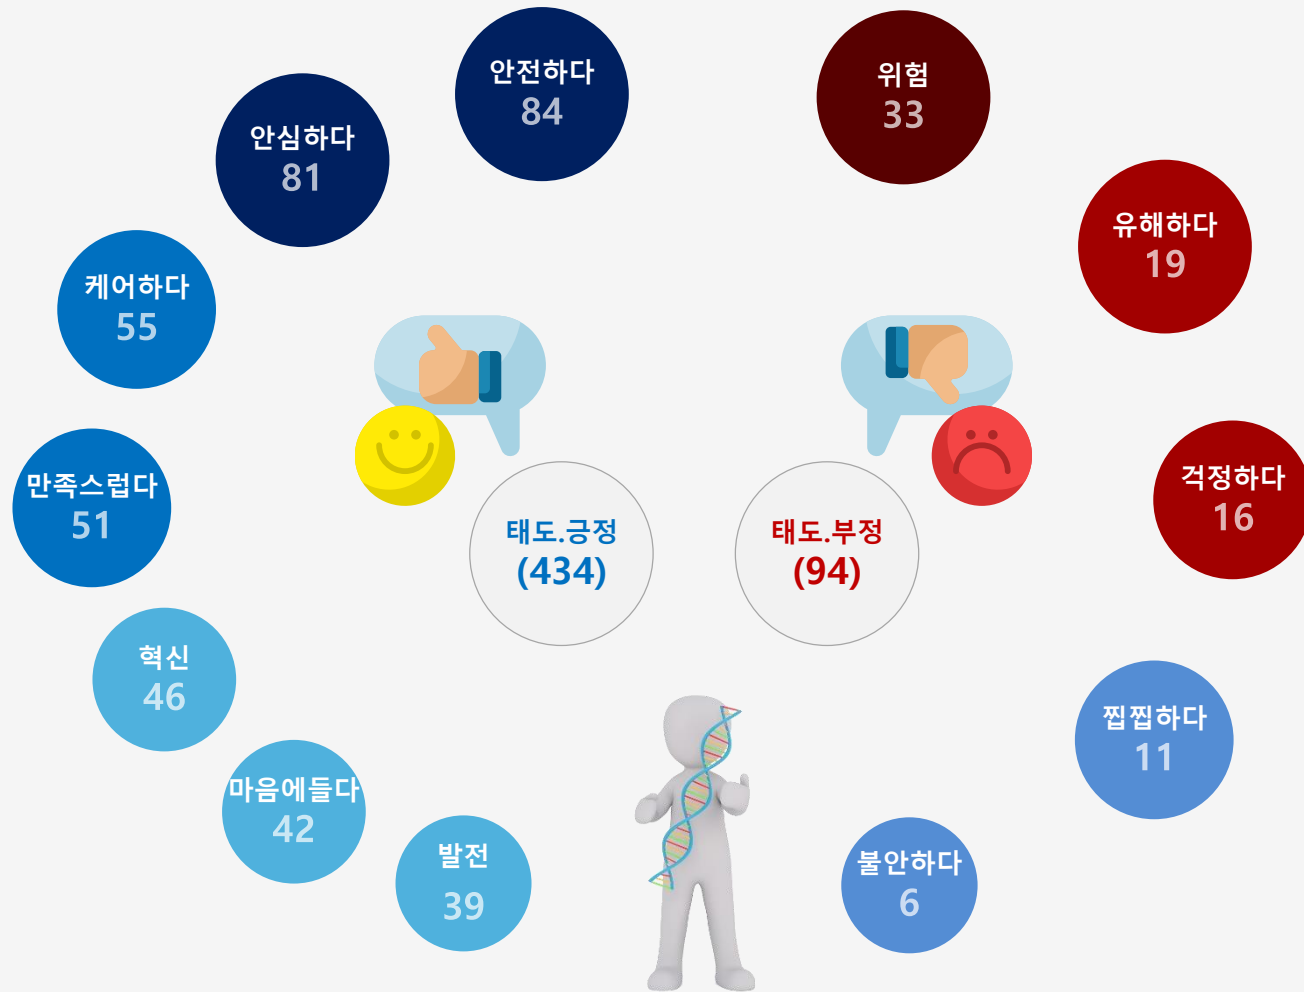 안전하다
84
위험
33
안심하다
81
유해하다
19
케어하다
55
만족스럽다
51
걱정하다
16
태도.긍정
(434)
태도.부정
(94)
혁신
46
찝찝하다
11
마음에들다
42
발전
39
불안하다
6